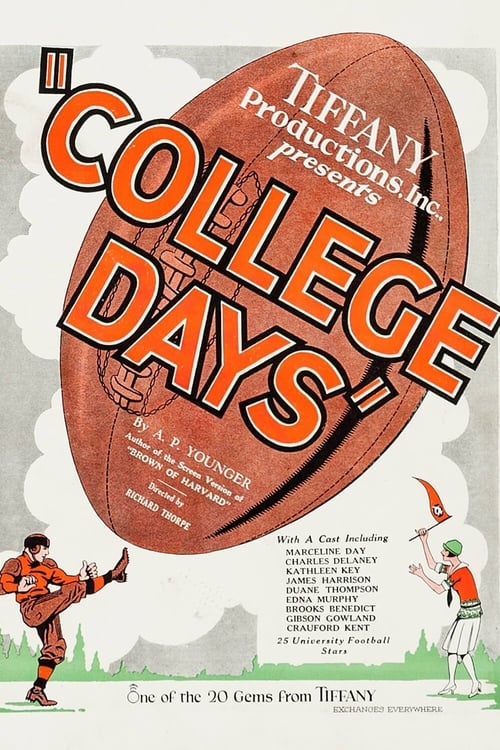 TIFFANY
Productions, Inc.,
presents
"COLLEGE
DAYS"
By A. P. YOUNGER
Author of the Screen Version of
"BROWN OF HARVARD"
Directed by
RICHARD THORPE
With A Cast Including
MARCELINE DAY
CHARLES DELANEY
KATHLEEN KEY
JAMES HARRISON
DUANE THOMPSON
EDNA MURPHY
BROOKS BENEDICT
GIBSON GOWLAND
CRAUFORD KENT
25 University Football
Stars
One of the 20 Gems from TIFFANY
EXCHANGES EVERYWHERE